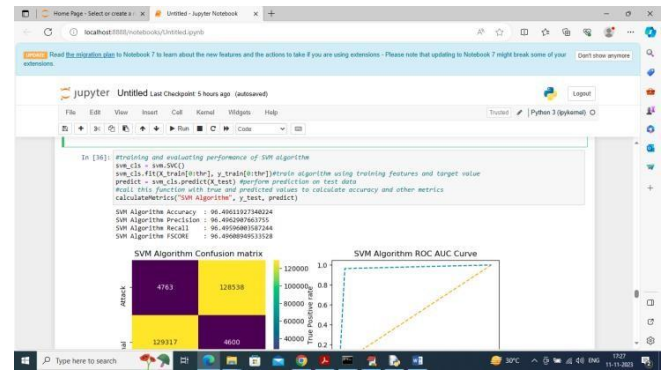 Home Page - Select or create a n
Untitled - Jupyter Notebook
localhost:8888/notebooks/Untitled.ipynb
UPDATE Read the migration plan to Notebook 7 to learn about the new features and the actions to take if you are using extensions - Please note that updating to Notebook 7 might break some of your extensions.
Don't show anymore
jupyter Untitled Last Checkpoint: 5 hours ago (autosaved)
Logout
File Edit View Insert Cell Kernel Widgets Help
Trusted Python 3 (ipykernel)
Run Code
In [36]: #training and evaluating performance of SVM algorithm
svm_cls = svm.SVC()
svm_cls.fit(X_train[0:thr], y_train[0:thr])#train algorithm using training features and target value
predict = svm_cls.predict(X_test) #perform prediction on test data
#call this function with true and predicted values to calculate accuracy and other metrics
calculateMetrics("SVM Algorithm", y_test, predict)
SVM Algorithm Accuracy : 96.49611927340224
SVM Algorithm Precision : 96.4962907663755
SVM Algorithm Recall : 96.49596003587244
SVM Algorithm FSCORE : 96.49608949533528
SVM Algorithm Confusion matrix
SVM Algorithm ROC AUC Curve
Attack
4763
128538
129317
4600
120000
100000
80000
60000
40000
True Positive rate
1.0
0.8
0.6
0.4
0.2
Type here to search
30°C
ENG
17:27
11-11-2023